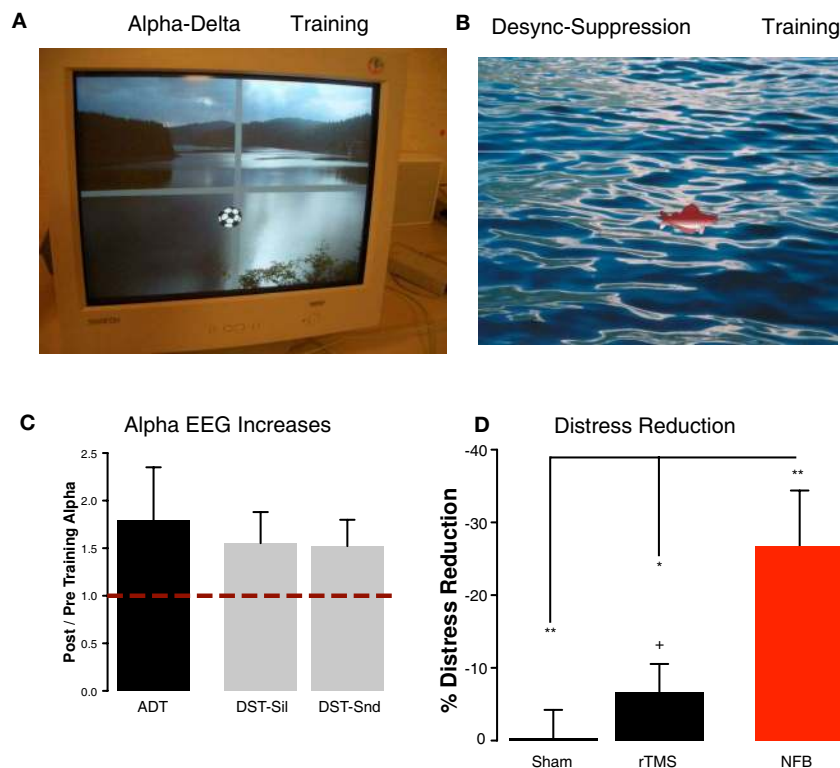 A
Alpha-Delta Training
B
Desync-Suppression Training
C
Alpha EEG Increases
Post / Pre Training Alpha
2.5
2.0
1.5
1.0
0.5
0.0
ADT
DST-Sil
DST-Snd
D
Distress Reduction
% Distress Reduction
-40
-30
-20
-10
0
**
*
**
+
Sham
rTMS
NFB